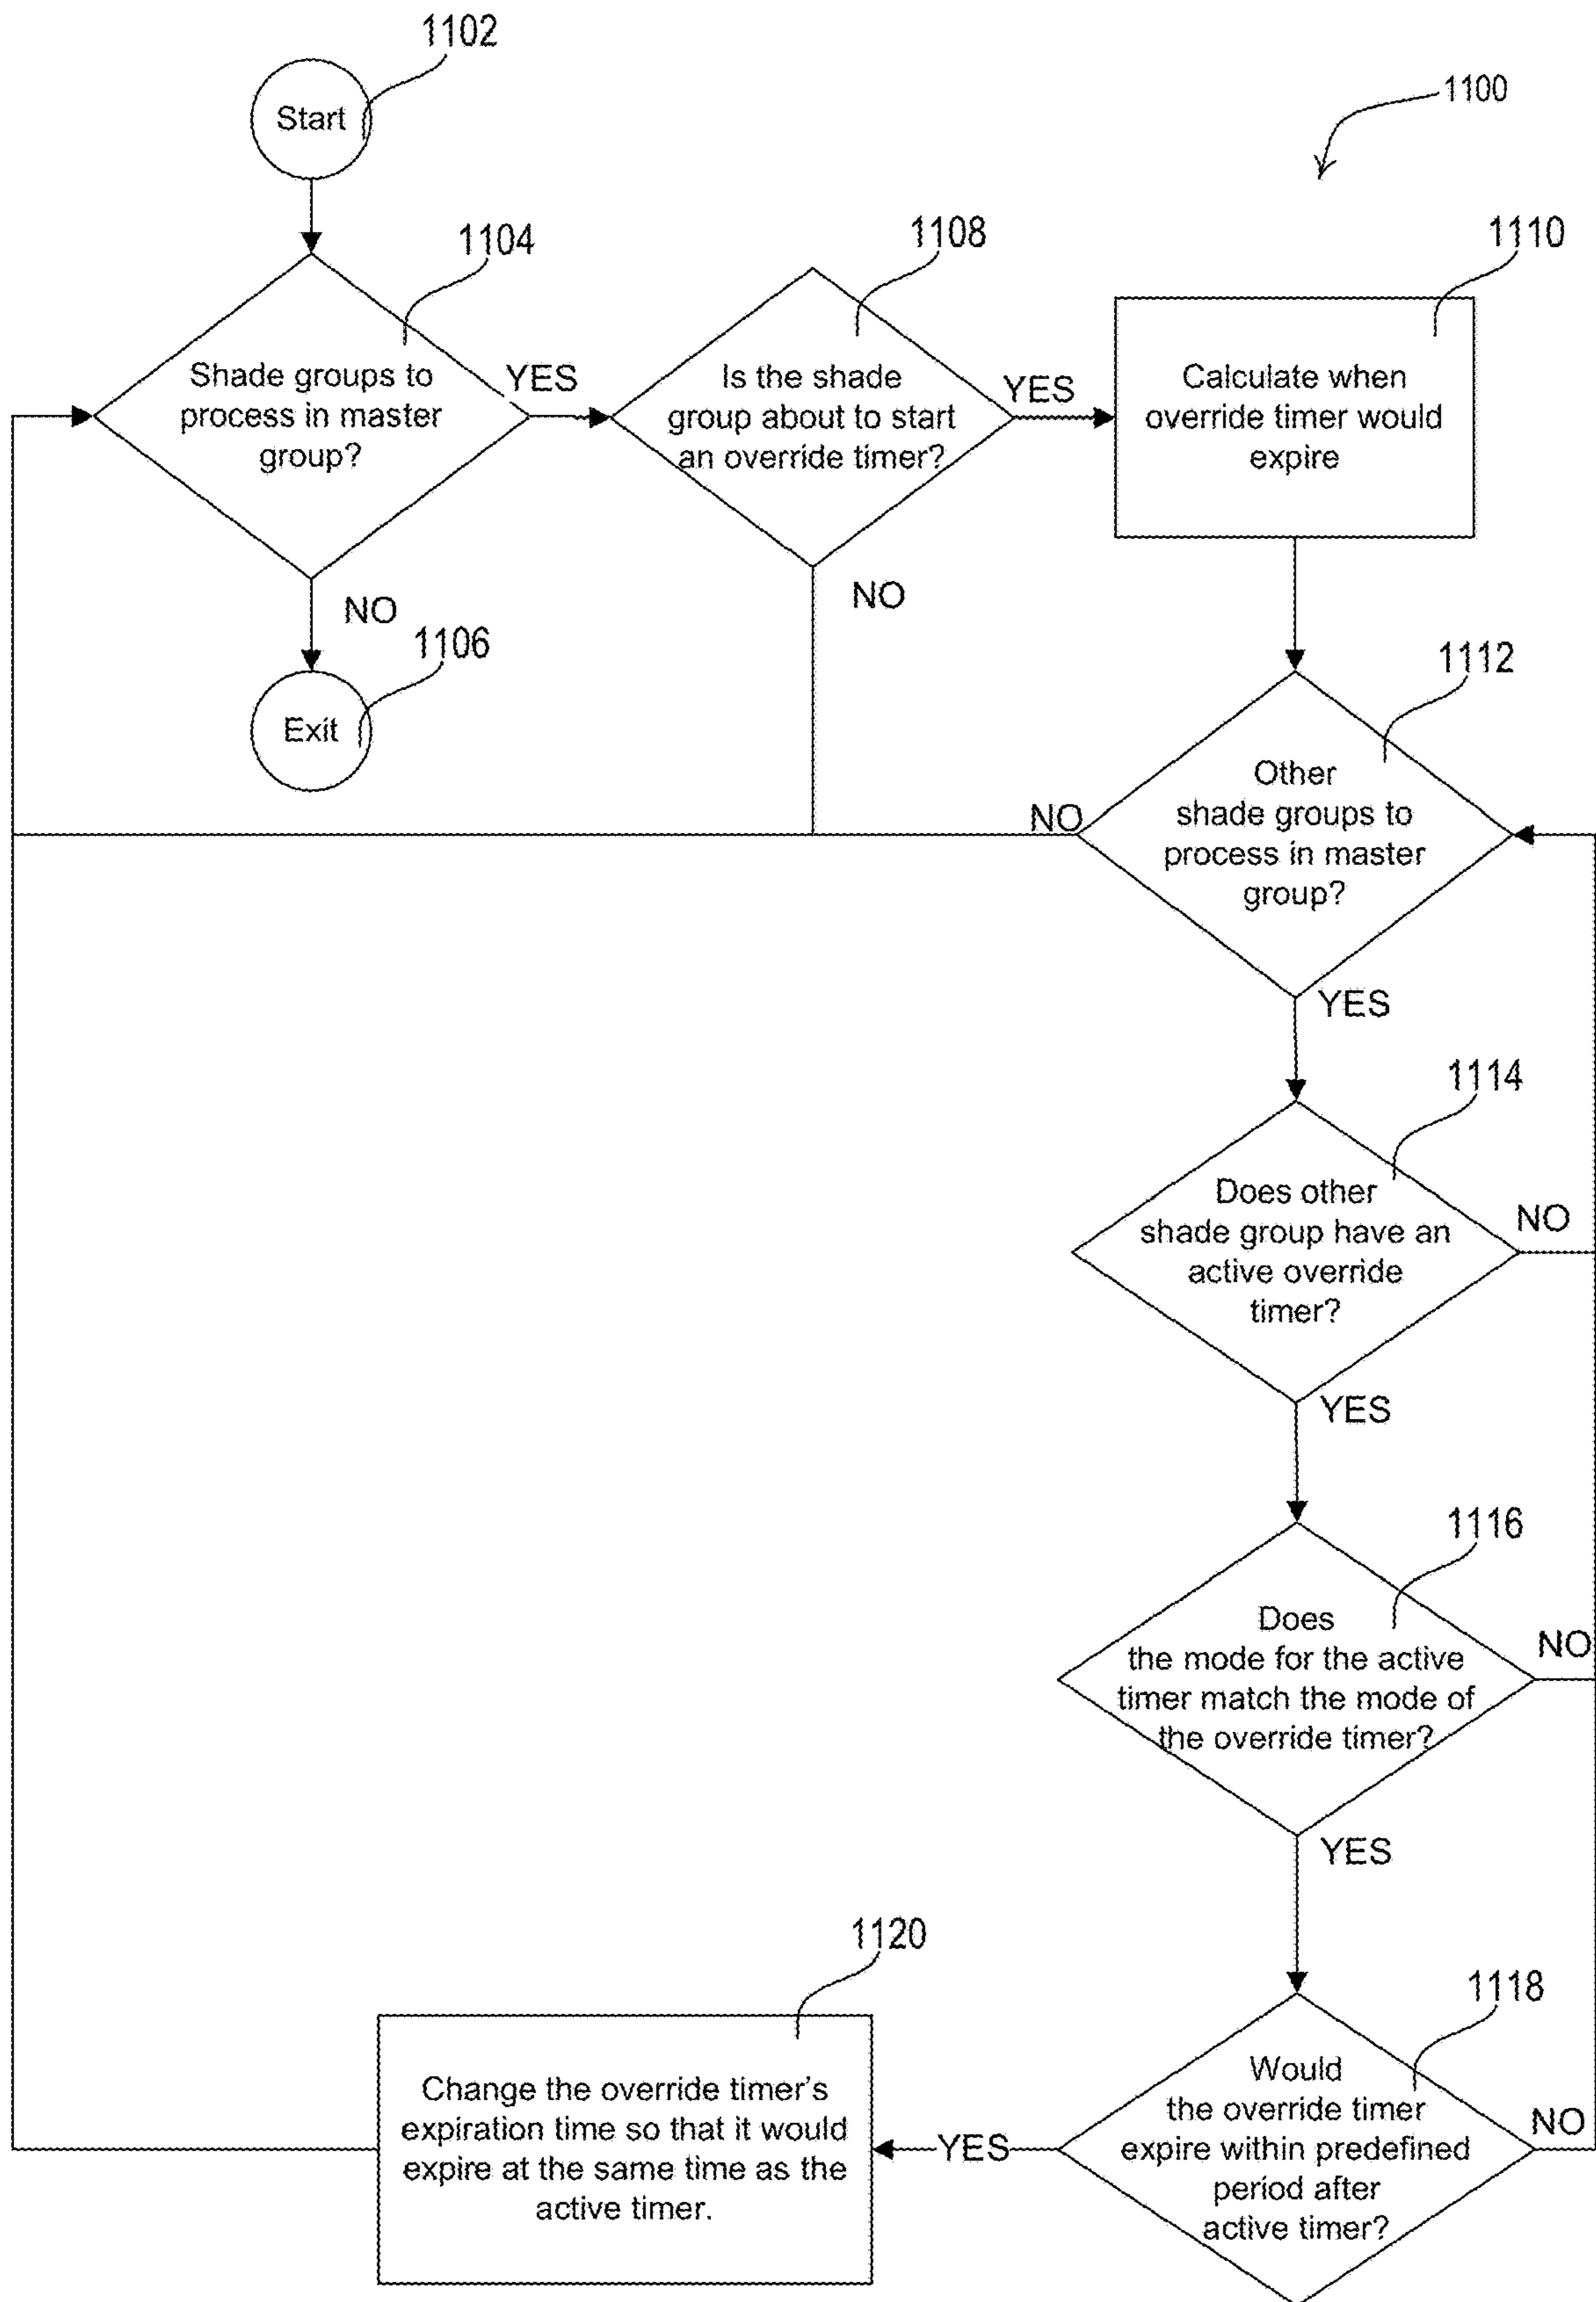 1102
Start
1100
1104
Shade groups to
process in master
group?
YES
NO
1106
Exit
1108
Is the shade
group about to start
an override timer?
YES
NO
1110
Calculate when
override timer would
expire
1112
Other
shade groups to
process in master
group?
NO
YES
1114
Does other
shade group have an
active override
timer?
NO
YES
1116
Does
the mode for the active
timer match the mode of
the override timer?
NO
YES
1118
Would
the override timer
expire within predefined
period after
active timer?
NO
YES
1120
Change the override timer's
expiration time so that it would
expire at the same time as the
active timer.